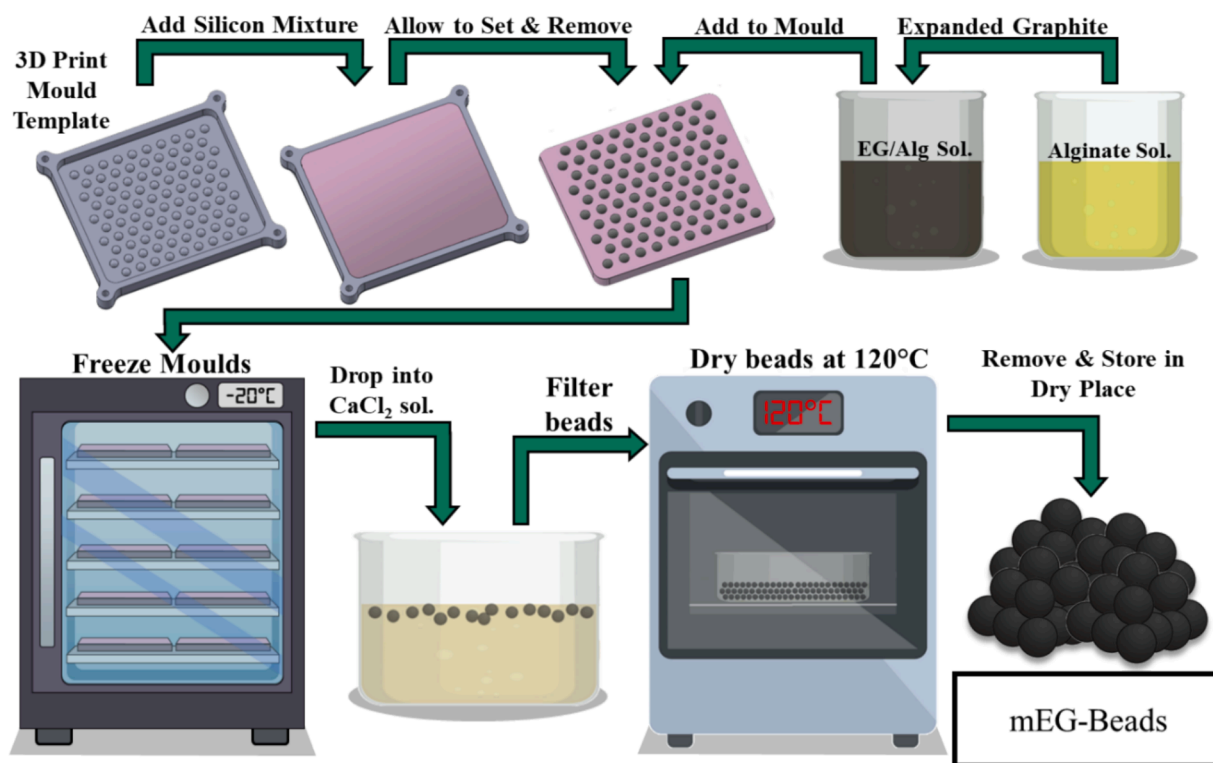 Add Silicon Mixture
Allow to Set & Remove
Add to Mould
Expanded Graphite
3D Print
Mould
Template
EG/Alg Sol.
Alginate Sol.
Freeze Moulds
-20°C
Drop into
CaCl₂ sol.
Filter
beads
Dry beads at 120°C
120°C
Remove & Store in
Dry Place
mEG-Beads